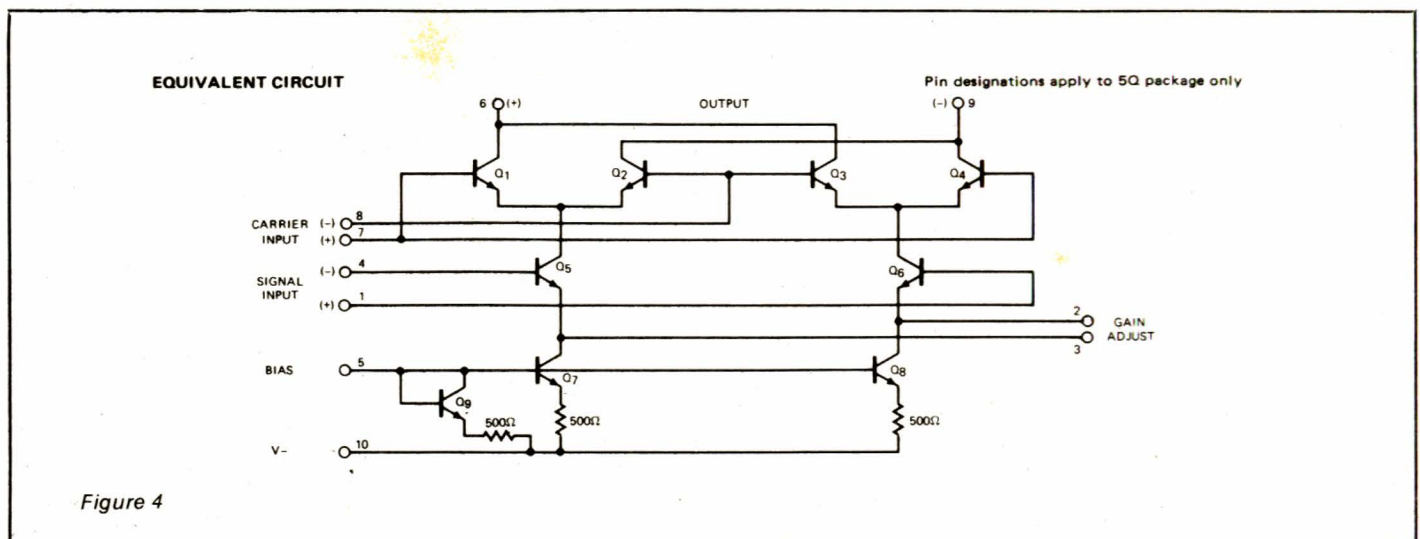 EQUIVALENT CIRCUIT
Pin designations apply to 5Q package only
6 (+)
OUTPUT
(-) 9
Q1
Q2
Q3
Q4
CARRIER INPUT
(-) 8
(+) 7
Q5
Q6
SIGNAL INPUT
(-) 4
(+) 1
2
GAIN ADJUST
3
BIAS
5
Q7
Q8
Q9
500Ω
500Ω
500Ω
V-
10
Figure 4